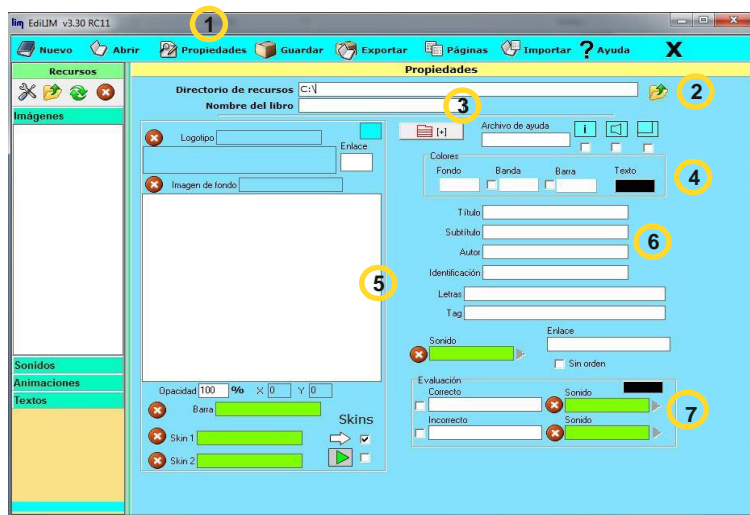 lim EdiLIM v3.30 RC11
1
Nuevo Abrir Propiedades Guardar Exportar Páginas Importar ? Ayuda X
Recursos
Propiedades
Directorio de recursos C:\
2
Nombre del libro
3
Imágenes
Logotipo
Enlace
[+]
Archivo de ayuda
i
Colores
Fondo Banda Barra Texto
4
Imagen de fondo
Título
Subtítulo
6
Autor
Identificación
5
Letras
Tag
Sonido
Enlace
Sin orden
Sonidos
Animaciones
Textos
Opacidad 100 % X 0 Y 0
Barra
Skins
Skin 1
Skin 2
Evaluación
Correcto Sonido
7
Incorrecto Sonido